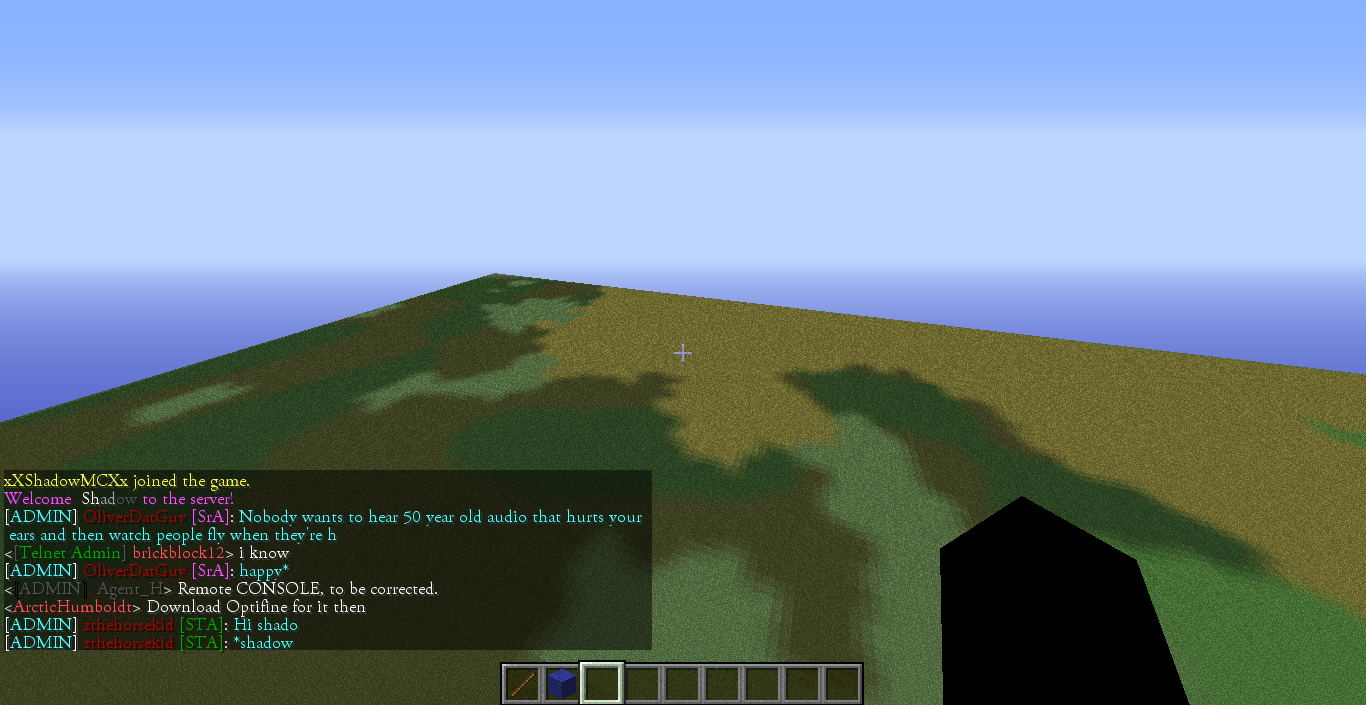 xXShadowMCXx joined the game.
Welcome Shadow to the server!
[ADMIN] OliverDatGuy [SrA]: Nobody wants to hear 50 year old audio that hurts your
ears and then watch people fly when they're h
<[Telnet Admin] brickblock12> i know
[ADMIN] OliverDatGuy [SrA]: happy*
<[ADMIN] Agent_H> Remote CONSOLE, to be corrected.
<ArcticHumboldt> Download Optifine for it then
[ADMIN] zthehorsekid [STA]: Hi shado
[ADMIN] zthehorsekid [STA]: *shadow